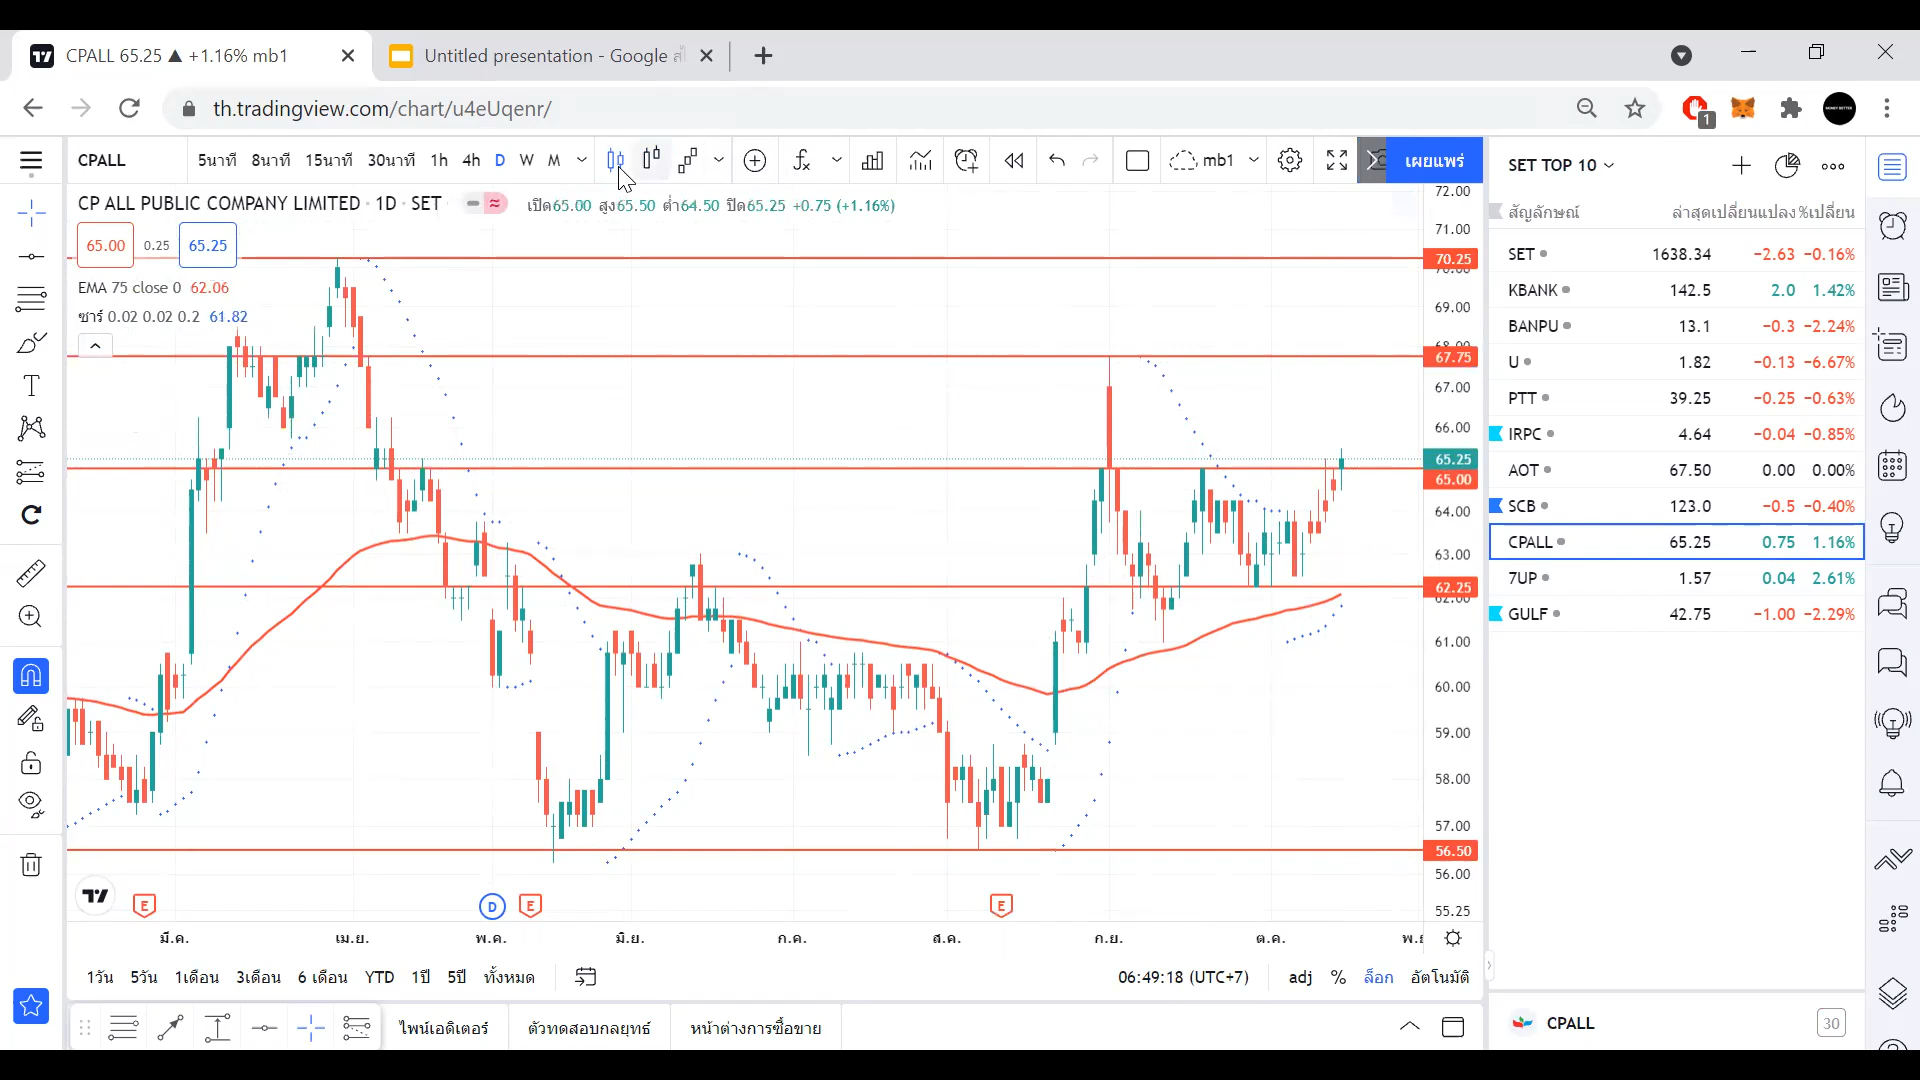 CPALL 65.25 ▲ +1.16% mb1
Untitled presentation - Google ส
th.tradingview.com/chart/u4eUqenr/
1
CPALL 5นาที 8นาที 15นาที 30นาที 1h 4h D W M mb1 เผยแพร่
CP ALL PUBLIC COMPANY LIMITED · 1D · SET
เปิด65.00 สูง65.50 ต่ำ64.50 ปิด65.25 +0.75 (+1.16%)
65.00 0.25 65.25
EMA 75 close 0 62.06
ซาร์ 0.02 0.02 0.2 61.82
72.00
71.00
70.25
70.00
69.00
68.00
67.75
67.00
66.00
65.25
65.00
64.00
63.00
62.25
62.00
61.00
60.00
59.00
58.00
57.00
56.50
56.00
55.25
E D E E
มี.ค. เม.ย. พ.ค. มิ.ย. ก.ค. ส.ค. ก.ย. ต.ค. พ.ย
1วัน 5วัน 1เดือน 3เดือน 6 เดือน YTD 1ปี 5ปี ทั้งหมด
06:49:18 (UTC+7) adj % ล็อก อัตโนมัติ
ไพน์เอดิเตอร์ ตัวทดสอบกลยุทธ์ หน้าต่างการซื้อขาย
SET TOP 10
สัญลักษณ์ ล่าสุดเปลี่ยนแปลง %เปลี่ยน
SET 1638.34 −2.63 −0.16%
KBANK 142.5 2.0 1.42%
BANPU 13.1 −0.3 −2.24%
U 1.82 −0.13 −6.67%
PTT 39.25 −0.25 −0.63%
IRPC 4.64 −0.04 −0.85%
AOT 67.50 0.00 0.00%
SCB 123.0 −0.5 −0.40%
CPALL 65.25 0.75 1.16%
7UP 1.57 0.04 2.61%
GULF 42.75 −1.00 −2.29%
CPALL 30